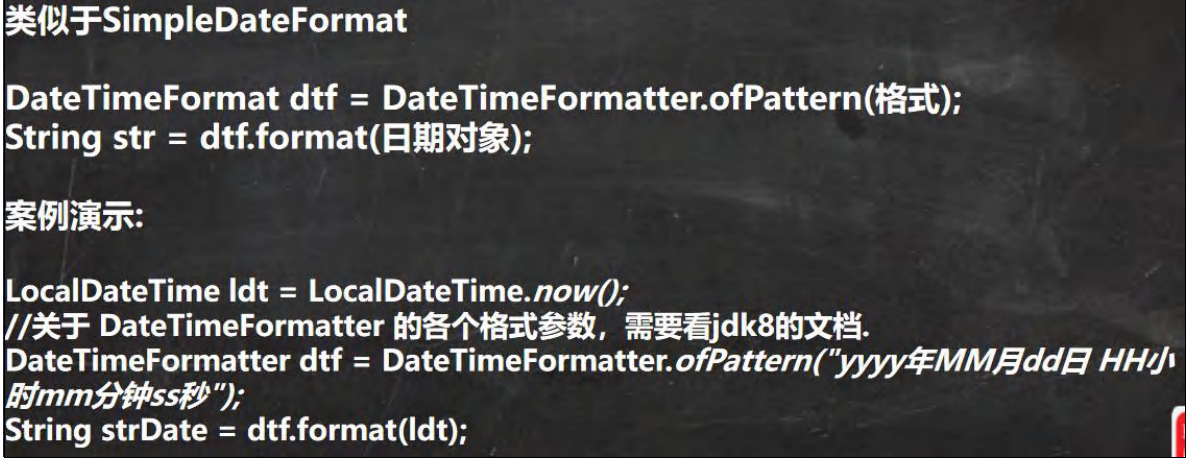 类似于SimpleDateFormat
DateTimeFormat dtf = DateTimeFormatter.ofPattern(格式);
String str = dtf.format(日期对象);
案例演示:
LocalDateTime ldt = LocalDateTime.now();
//关于 DateTimeFormatter 的各个格式参数，需要看jdk8的文档.
DateTimeFormatter dtf = DateTimeFormatter.ofPattern("yyyy年MM月dd日 HH小
时mm分钟ss秒");
String strDate = dtf.format(ldt);